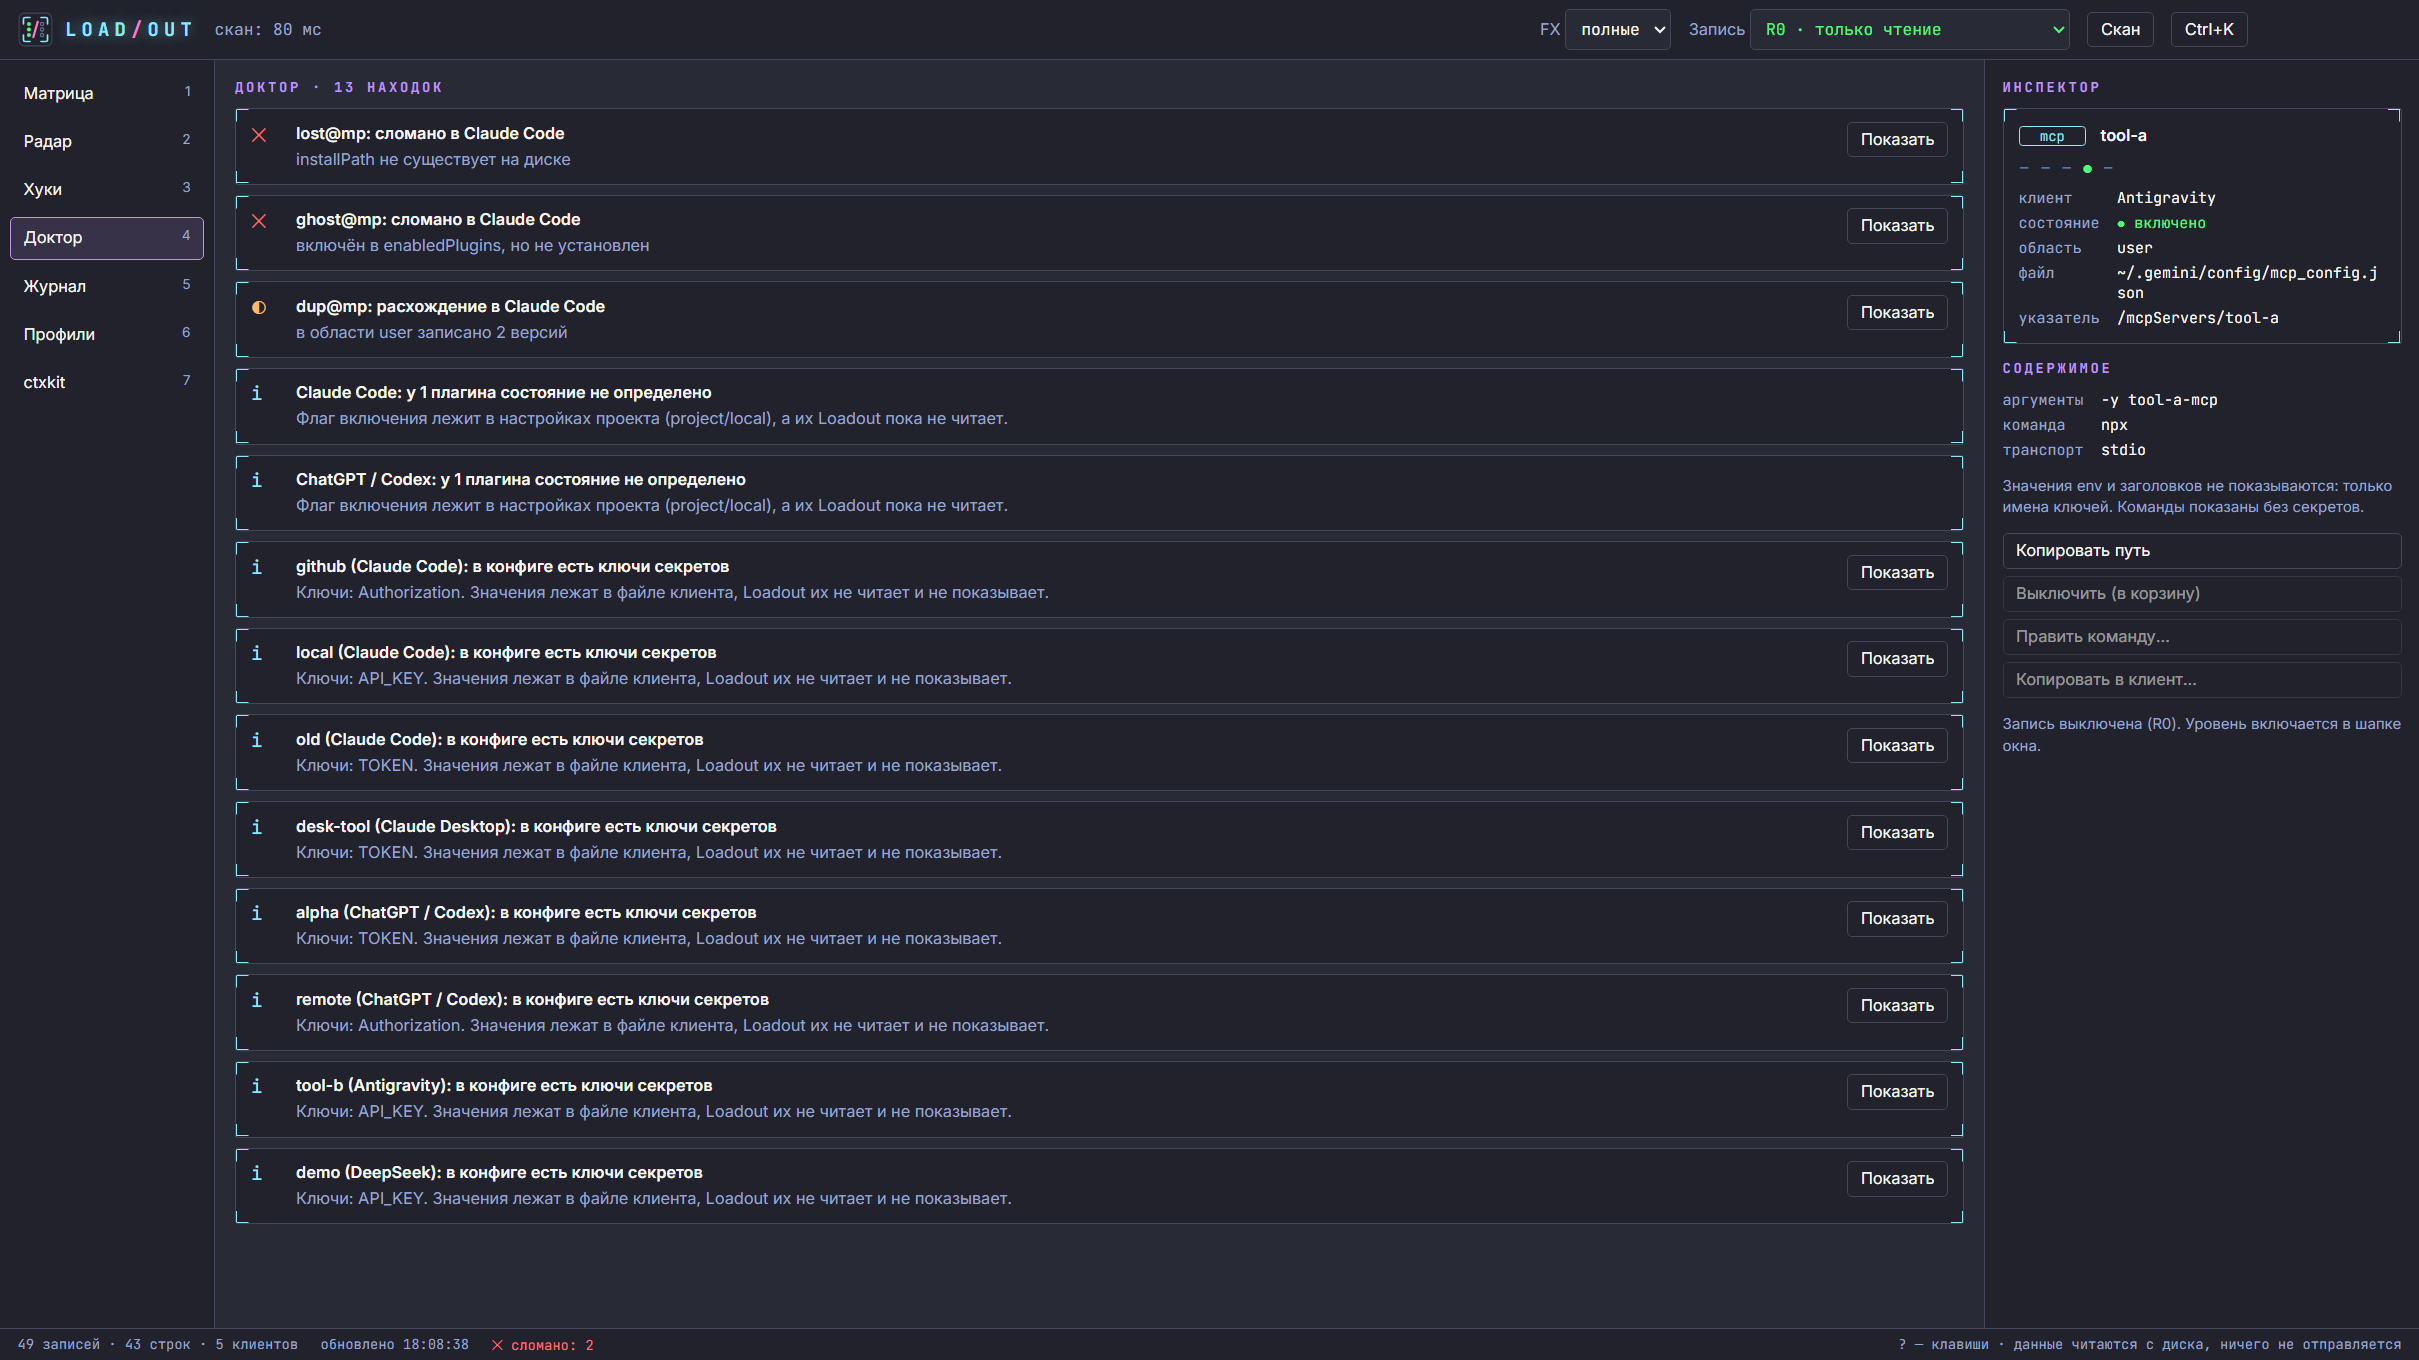 LOAD/OUT скан: 80 мс FX полные Запись R0 · только чтение Скан Ctrl+K
Матрица 1
Радар 2
Хуки 3
Доктор 4
Журнал 5
Профили 6
ctxkit 7
ДОКТОР · 13 НАХОДОК
lost@mp: сломано в Claude Code
installPath не существует на диске
Показать
ghost@mp: сломано в Claude Code
включён в enabledPlugins, но не установлен
Показать
dup@mp: расхождение в Claude Code
в области user записано 2 версий
Показать
Claude Code: у 1 плагина состояние не определено
Флаг включения лежит в настройках проекта (project/local), а их Loadout пока не читает.
ChatGPT / Codex: у 1 плагина состояние не определено
Флаг включения лежит в настройках проекта (project/local), а их Loadout пока не читает.
github (Claude Code): в конфиге есть ключи секретов
Ключи: Authorization. Значения лежат в файле клиента, Loadout их не читает и не показывает.
Показать
local (Claude Code): в конфиге есть ключи секретов
Ключи: API_KEY. Значения лежат в файле клиента, Loadout их не читает и не показывает.
Показать
old (Claude Code): в конфиге есть ключи секретов
Ключи: TOKEN. Значения лежат в файле клиента, Loadout их не читает и не показывает.
Показать
desk-tool (Claude Desktop): в конфиге есть ключи секретов
Ключи: TOKEN. Значения лежат в файле клиента, Loadout их не читает и не показывает.
Показать
alpha (ChatGPT / Codex): в конфиге есть ключи секретов
Ключи: TOKEN. Значения лежат в файле клиента, Loadout их не читает и не показывает.
Показать
remote (ChatGPT / Codex): в конфиге есть ключи секретов
Ключи: Authorization. Значения лежат в файле клиента, Loadout их не читает и не показывает.
Показать
tool-b (Antigravity): в конфиге есть ключи секретов
Ключи: API_KEY. Значения лежат в файле клиента, Loadout их не читает и не показывает.
Показать
demo (DeepSeek): в конфиге есть ключи секретов
Ключи: API_KEY. Значения лежат в файле клиента, Loadout их не читает и не показывает.
Показать
ИНСПЕКТОР
mcp tool-a
— — — ● —
клиент Antigravity
состояние ● включено
область user
файл ~/.gemini/config/mcp_config.j
son
указатель /mcpServers/tool-a
СОДЕРЖИМОЕ
аргументы -y tool-a-mcp
команда npx
транспорт stdio
Значения env и заголовков не показываются: только
имена ключей. Команды показаны без секретов.
Копировать путь
Выключить (в корзину)
Править команду...
Копировать в клиент...
Запись выключена (R0). Уровень включается в шапке
окна.
49 записей · 43 строк · 5 клиентов обновлено 18:08:38 × сломано: 2
? — клавиши · данные читаются с диска, ничего не отправляется